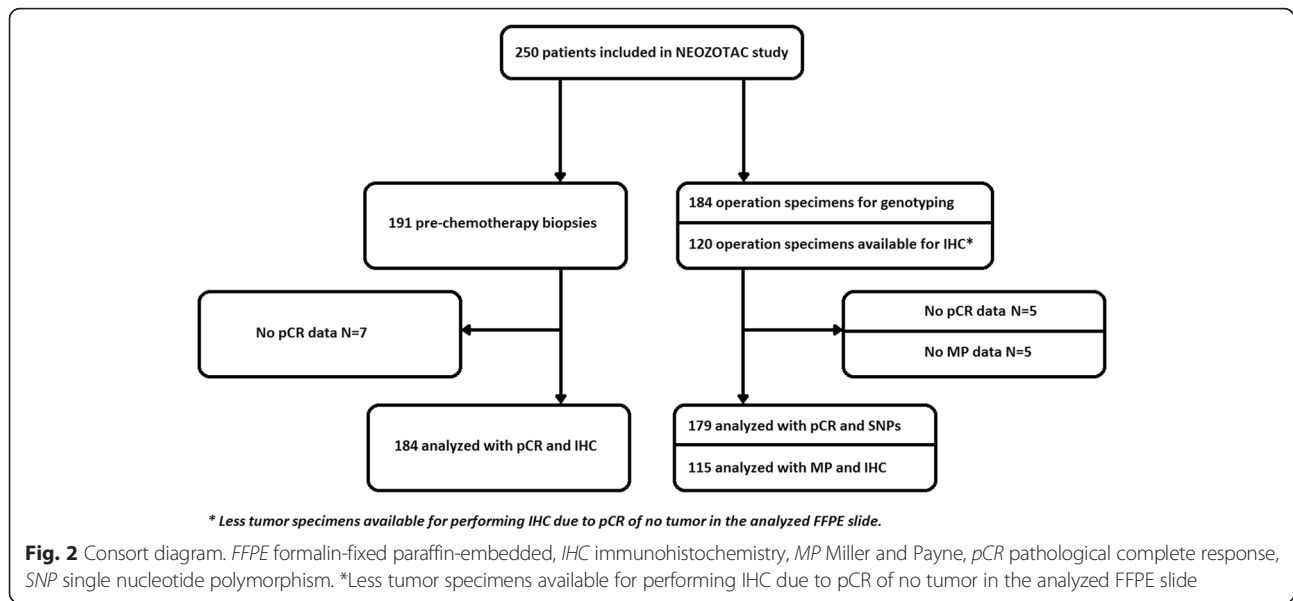 250 patients included in NEOZOTAC study
191 pre-chemotherapy biopsies
184 operation specimens for genotyping
120 operation specimens available for IHC*
No pCR data N=7
No pCR data N=5
No MP data N=5
184 analyzed with pCR and IHC
179 analyzed with pCR and SNPs
115 analyzed with MP and IHC
* Less tumor specimens available for performing IHC due to pCR of no tumor in the analyzed FFPE slide.
Fig. 2 Consort diagram. FFPE formalin-fixed paraffin-embedded, IHC immunohistochemistry, MP Miller and Payne, pCR pathological complete response,
SNP single nucleotide polymorphism. *Less tumor specimens available for performing IHC due to pCR of no tumor in the analyzed FFPE slide